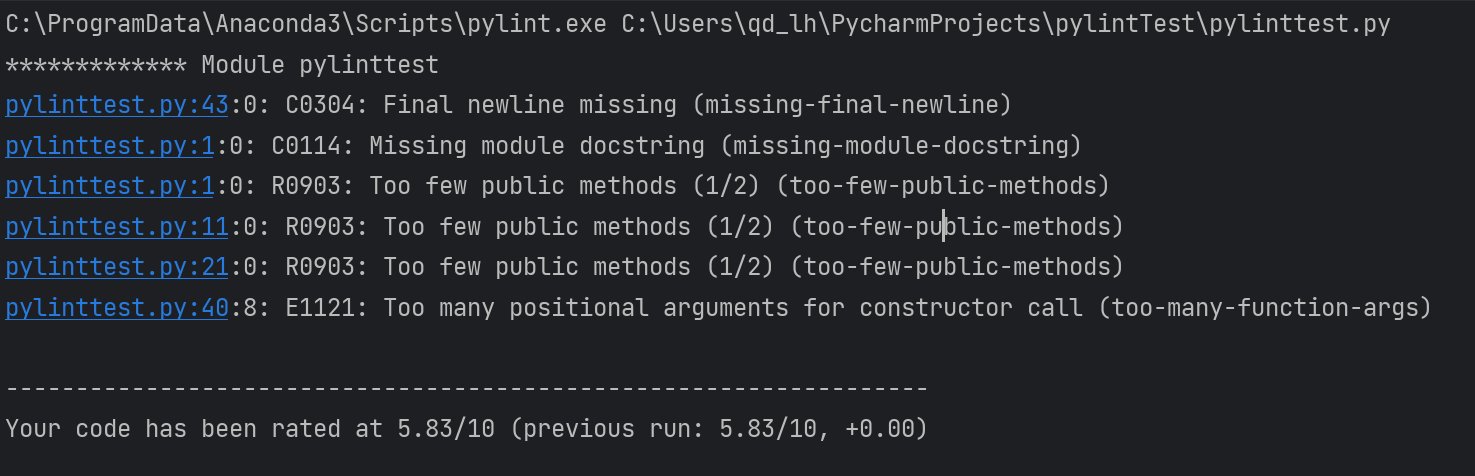 C:\ProgramData\Anaconda3\Scripts\pylint.exe C:\Users\qd_lh\PycharmProjects\pylintTest\pylinttest.py
************* Module pylinttest
pylinttest.py:43:0: C0304: Final newline missing (missing-final-newline)
pylinttest.py:1:0: C0114: Missing module docstring (missing-module-docstring)
pylinttest.py:1:0: R0903: Too few public methods (1/2) (too-few-public-methods)
pylinttest.py:11:0: R0903: Too few public methods (1/2) (too-few-public-methods)
pylinttest.py:21:0: R0903: Too few public methods (1/2) (too-few-public-methods)
pylinttest.py:40:8: E1121: Too many positional arguments for constructor call (too-many-function-args)
------------------------------------------------------------------
Your code has been rated at 5.83/10 (previous run: 5.83/10, +0.00)